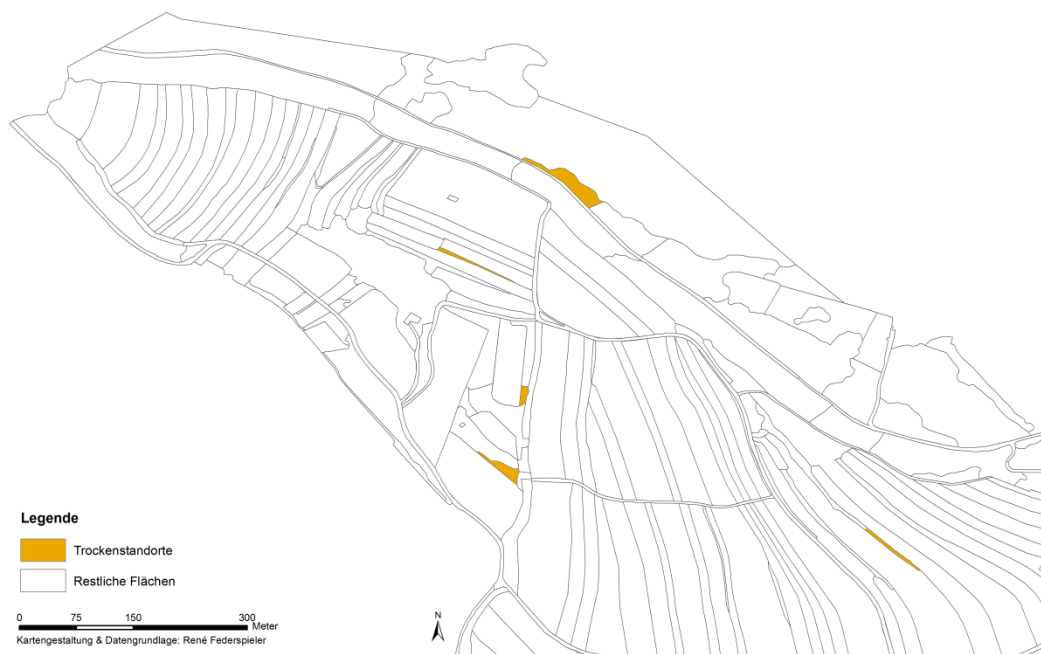 Legende
Trockenstandorte
Restliche Flächen
0 75 150 300
Meter
Kartengestaltung & Datengrundlage: René Federspieler
N